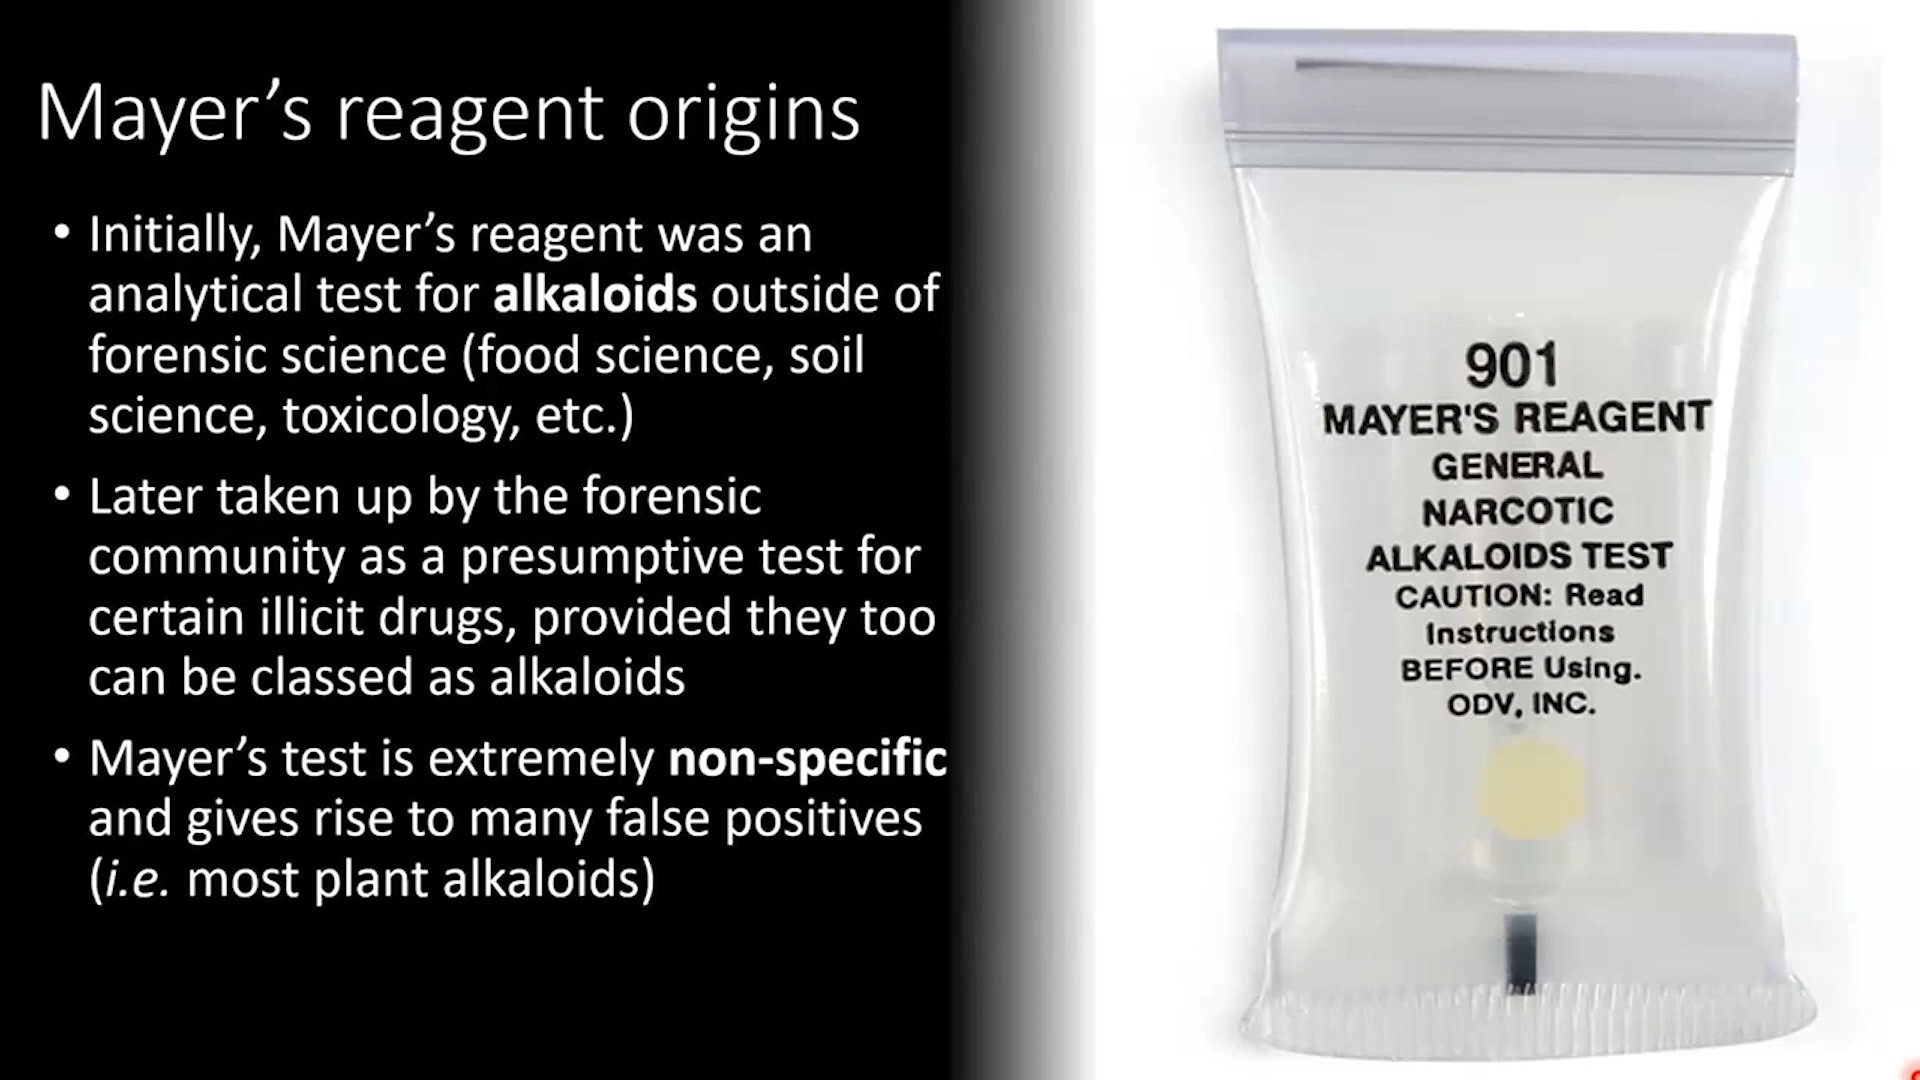 Mayer’s reagent origins
• Initially, Mayer’s reagent was an
analytical test for alkaloids outside of
forensic science (food science, soil
science, toxicology, etc.)
• Later taken up by the forensic
community as a presumptive test for
certain illicit drugs, provided they too
can be classed as alkaloids
• Mayer’s test is extremely non-specific
and gives rise to many false positives
(i.e. most plant alkaloids)
901
MAYER'S REAGENT
GENERAL
NARCOTIC
ALKALOIDS TEST
CAUTION: Read
Instructions
BEFORE Using.
ODV, INC.